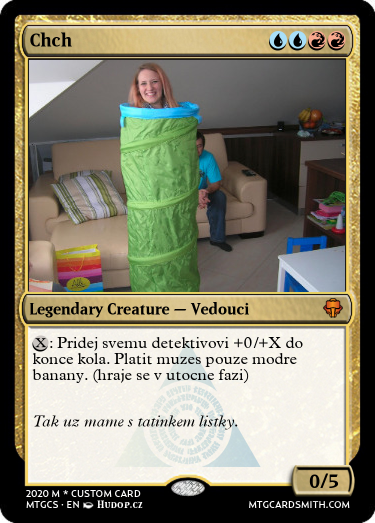 Chch
Legendary Creature — Vedouci
X: Pridej svemu detektivovi +0/+X do
konce kola. Platit muzes pouze modre
banany. (hraje se v utocne fazi)
Tak uz mame s tatinkem listky.
0/5
2020 M * CUSTOM CARD
MTGCS · EN HUDOP.CZ
MTGCARDSMITH.COM